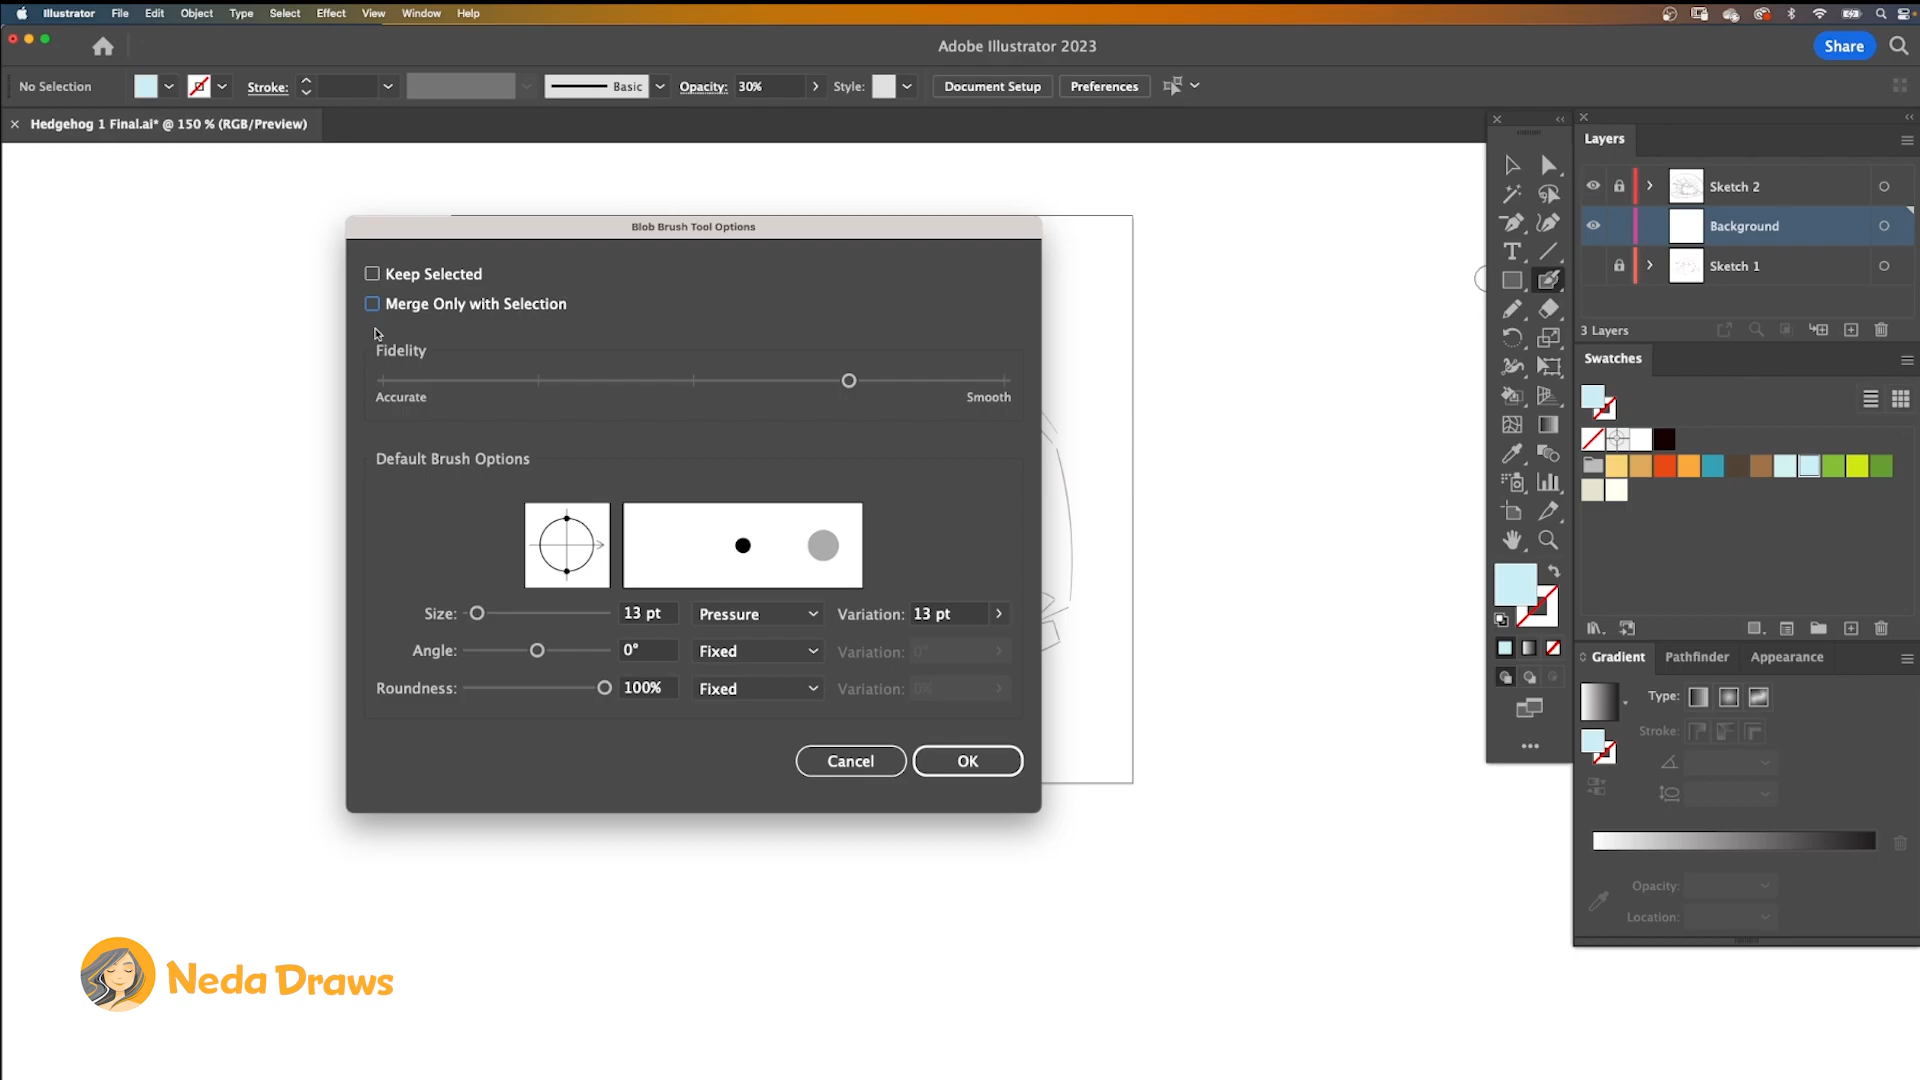 Illustrator File Edit Object Type Select Effect View Window Help
Adobe Illustrator 2023
Share
No Selection Stroke: Basic Opacity: 30% Style: Document Setup Preferences
Hedgehog 1 Final.ai* @ 150 % (RGB/Preview)
Layers
Sketch 2
Background
Sketch 1
3 Layers
Swatches
Blob Brush Tool Options
Keep Selected
Merge Only with Selection
Fidelity
Accurate Smooth
Default Brush Options
Size: 13 pt Pressure Variation: 13 pt
Angle: 0° Fixed Variation: 0°
Roundness: 100% Fixed Variation: 0%
Cancel OK
Gradient Pathfinder Appearance
Type:
Stroke:
Opacity:
Location:
Neda Draws